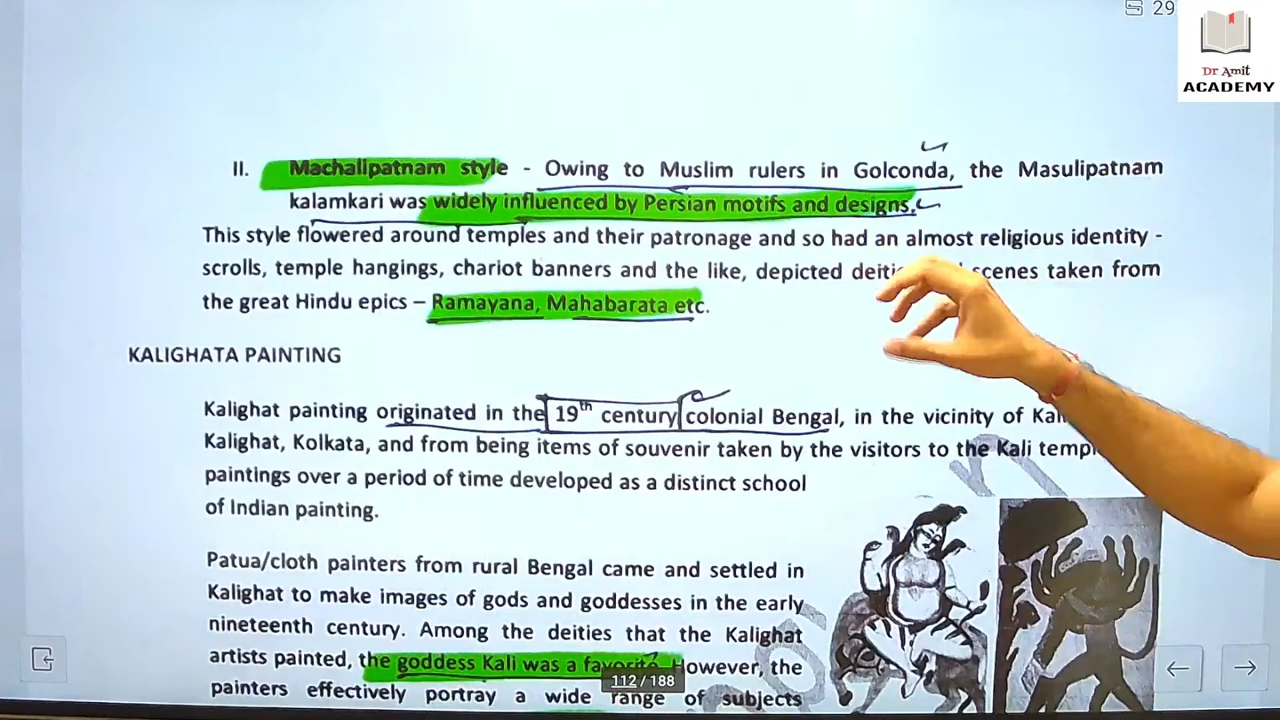 29
Dr Amit
ACADEMY
II. Machalipatnam style - Owing to Muslim rulers in Golconda, the Masulipatnam
kalamkari was widely influenced by Persian motifs and designs.
This style flowered around temples and their patronage and so had an almost religious identity -
scrolls, temple hangings, chariot banners and the like, depicted scenes taken from
the great Hindu epics – Ramayana, Mahabarata etc.
KALIGHATA PAINTING
Kalighat painting originated in the 19th century colonial Bengal, in the vicinity of
Kalighat, Kolkata, and from being items of souvenir taken by the visitors to the Kali
paintings over a period of time developed as a distinct school
of Indian painting.
Patua/cloth painters from rural Bengal came and settled in
Kalighat to make images of gods and goddesses in the early
nineteenth century. Among the deities that the Kalighat
artists painted, the goddess Kali was a favorite. However, the
112 / 188
painters effectively portray a wide range of subjects